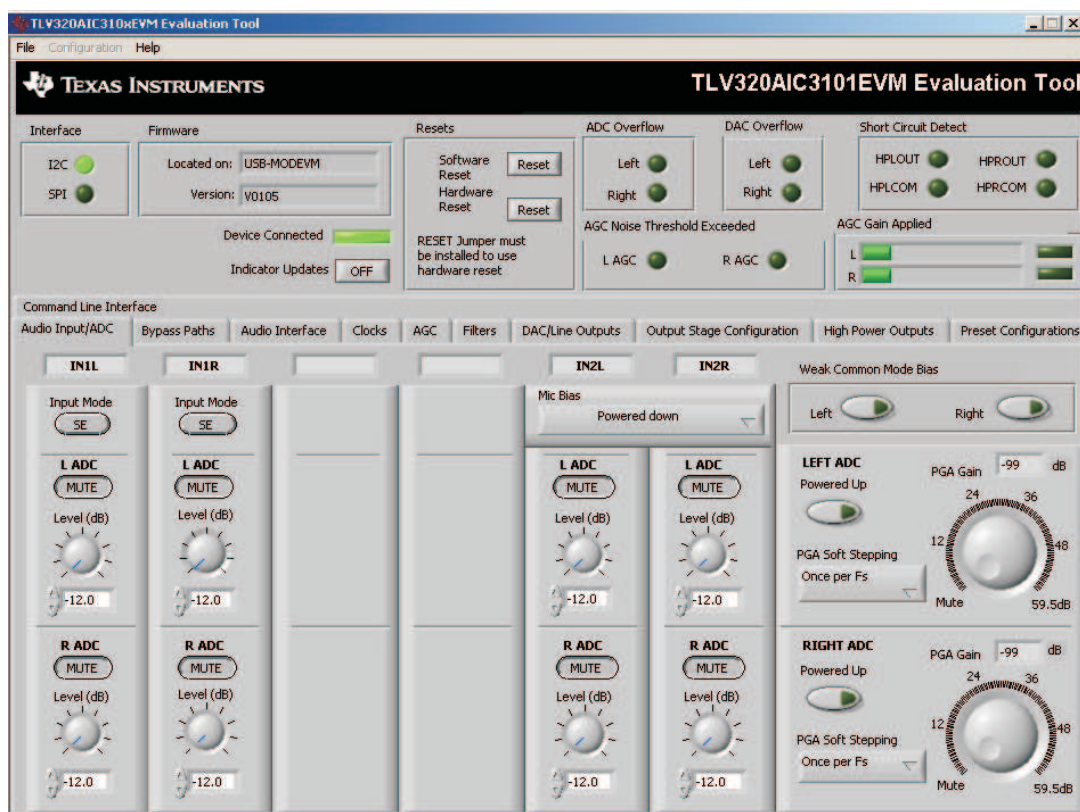 TLV320AIC310xEVM Evaluation Tool
File Configuration Help
TEXAS INSTRUMENTS
TLV320AIC3101EVM Evaluation Tool
Interface
I2C
SPI
Firmware
Located on: USB-MODEVM
Version: V0105
Device Connected
Indicator Updates OFF
Resets
Software Reset Reset
Hardware Reset Reset
RESET Jumper must
be installed to use
hardware reset
ADC Overflow
Left
Right
DAC Overflow
Left
Right
Short Circuit Detect
HPLOUT HPROUT
HPLCOM HPRCOM
AGC Noise Threshold Exceeded
L AGC R AGC
AGC Gain Applied
L
R
Command Line Interface
Audio Input/ADC Bypass Paths Audio Interface Clocks AGC Filters DAC/Line Outputs Output Stage Configuration High Power Outputs Preset Configurations
IN1L IN1R IN2L IN2R
Input Mode Input Mode
SE SE
Mic Bias
Powered down
L ADC L ADC L ADC L ADC
MUTE MUTE MUTE MUTE
Level (dB) Level (dB) Level (dB) Level (dB)
-12.0 -12.0 -12.0 -12.0
R ADC R ADC R ADC R ADC
MUTE MUTE MUTE MUTE
Level (dB) Level (dB) Level (dB) Level (dB)
-12.0 -12.0 -12.0 -12.0
Weak Common Mode Bias
Left Right
LEFT ADC
Powered Up
PGA Gain -99 dB
24 36
12 48
Mute 59.5dB
PGA Soft Stepping
Once per Fs
RIGHT ADC
Powered Up
PGA Gain -99 dB
24 36
12 48
Mute 59.5dB
PGA Soft Stepping
Once per Fs